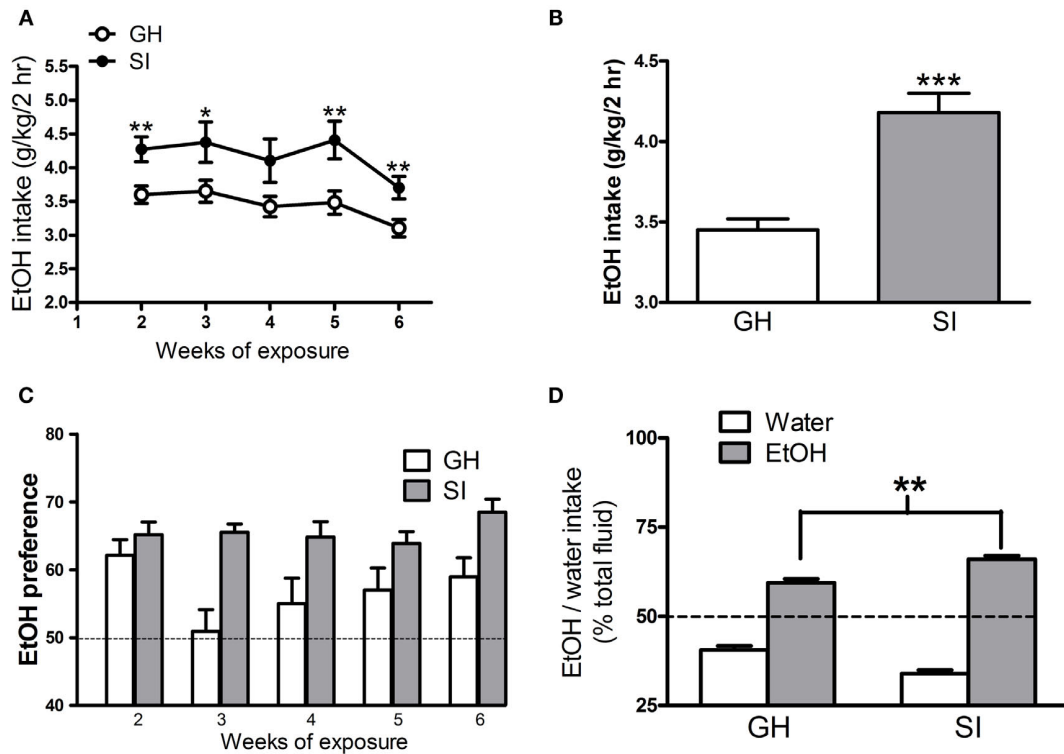 A
GH
SI
EtOH intake (g/kg/2 hr)
5.5
5.0
4.5
4.0
3.5
3.0
2.5
2.0
** * ** **
1 2 3 4 5 6
Weeks of exposure
B
EtOH intake (g/kg/2 hr)
4.5
4.0
3.5
3.0
***
GH SI
C
EtOH preference
80
70
60
50
40
GH
SI
2 3 4 5 6
Weeks of exposure
D
Water
EtOH
EtOH / water intake
(% total fluid)
100
75
50
25
**
GH SI